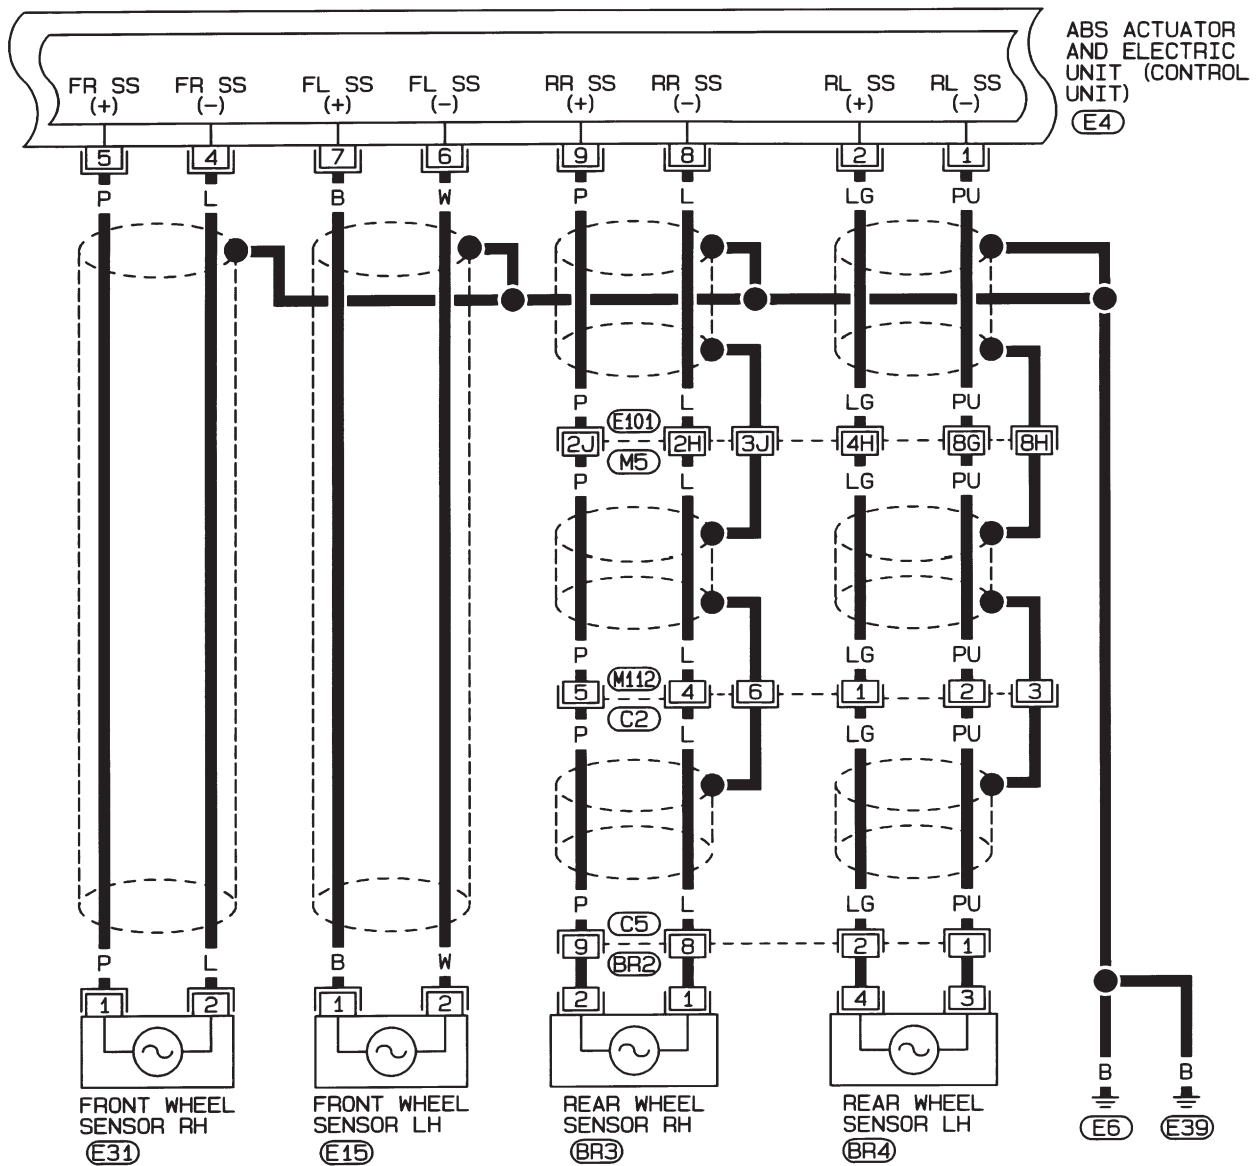 ABS ACTUATOR
AND ELECTRIC
UNIT (CONTROL
UNIT)
E4
FR SS (+) FR SS (-) FL SS (+) FL SS (-) RR SS (+) RR SS (-) RL SS (+) RL SS (-)
5 4 7 6 9 8 2 1
P L B W P L LG PU
P L LG PU
E101
2J 2H 3J 4H 8G 8H
M5
P L LG PU
P L LG PU
M112
5 4 6 1 2 3
C2
P L LG PU
P L LG PU
C5
9 8 2 1
BR2
P L B W
1 2 1 2 2 1 4 3
B B
FRONT WHEEL
SENSOR RH
E31
FRONT WHEEL
SENSOR LH
E15
REAR WHEEL
SENSOR RH
BR3
REAR WHEEL
SENSOR LH
BR4
E6 E39